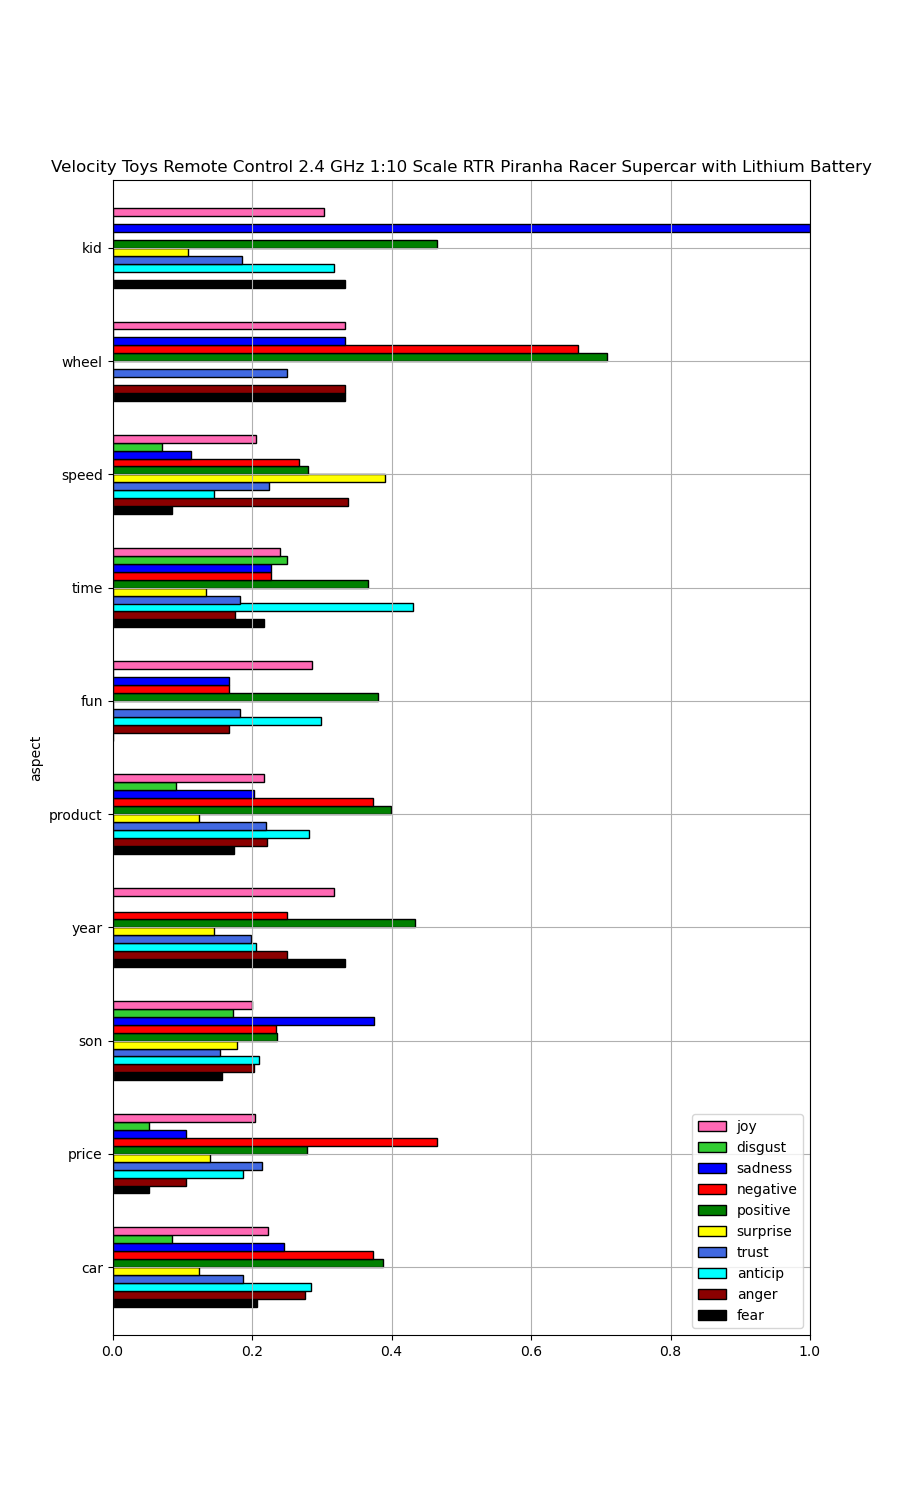 Velocity Toys Remote Control 2.4 GHz 1:10 Scale RTR Piranha Racer Supercar with Lithium Battery
kid
wheel
speed
time
fun
aspect
product
year
son
price
car
joy
disgust
sadness
negative
positive
surprise
trust
anticip
anger
fear
0.0 0.2 0.4 0.6 0.8 1.0